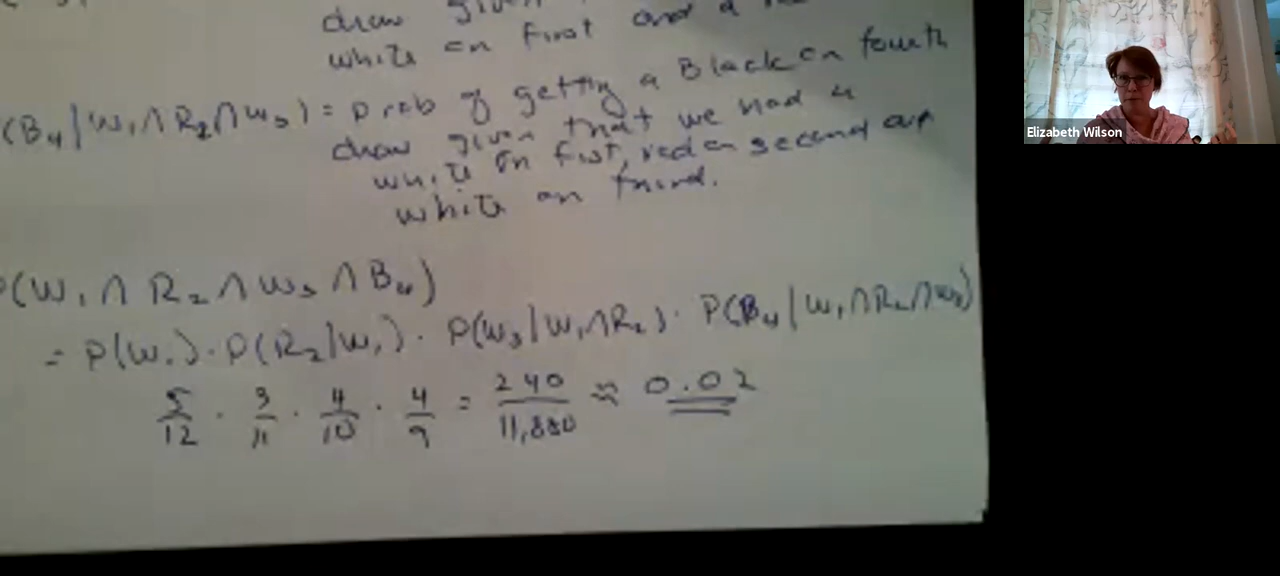 draw given
white on first and a
Elizabeth Wilson
(B4 | W1 ∩ R2 ∩ W3) = prob of getting a Black on fourth
draw given that we had a
white on first, red on second and
white on third.
P(W1 ∩ R2 ∩ W3 ∩ B4)
= P(W1) · P(R2 | W1) · P(W3 | W1 ∩ R2) · P(B4 | W1 ∩ R2 ∩ W3)
5/12 · 3/11 · 4/10 · 4/9 = 240/11,880 ≈ 0.02